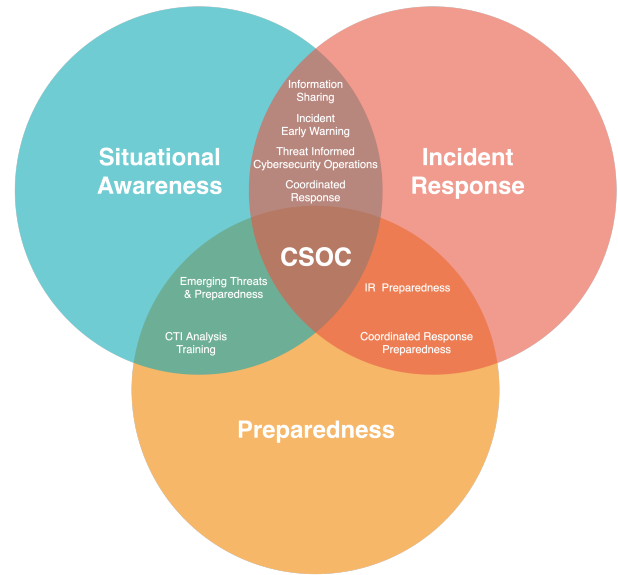 Information
Sharing
Incident
Early Warning
Threat Informed
Cybersecurity Operations
Coordinated
Response
Situational
Awareness
Incident
Response
CSOC
Emerging Threats
& Preparedness
IR  Preparedness
CTI Analysis
Training
Coordinated Response
Preparedness
Preparedness